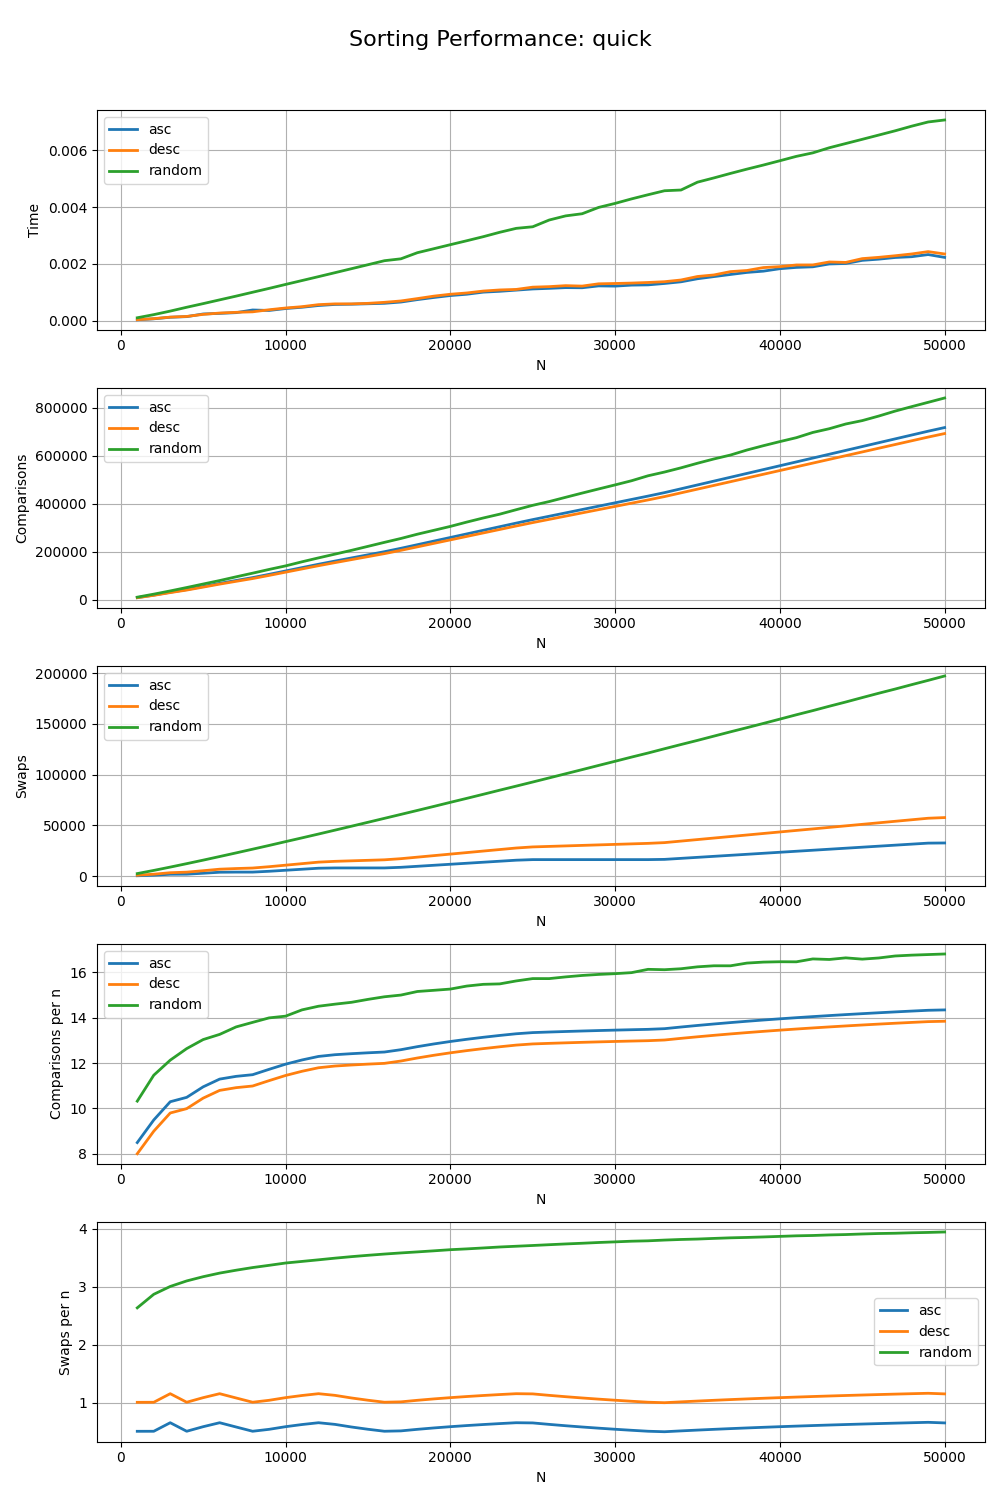 Sorting Performance: quick
asc
desc
random
0.006
0.004
0.002
0.000
Time
0 10000 20000 30000 40000 50000
N
asc
desc
random
800000
600000
400000
200000
0
Comparisons
0 10000 20000 30000 40000 50000
N
asc
desc
random
200000
150000
100000
50000
0
Swaps
0 10000 20000 30000 40000 50000
N
asc
desc
random
16
14
12
10
8
Comparisons per n
0 10000 20000 30000 40000 50000
N
4
3
2
1
Swaps per n
asc
desc
random
0 10000 20000 30000 40000 50000
N